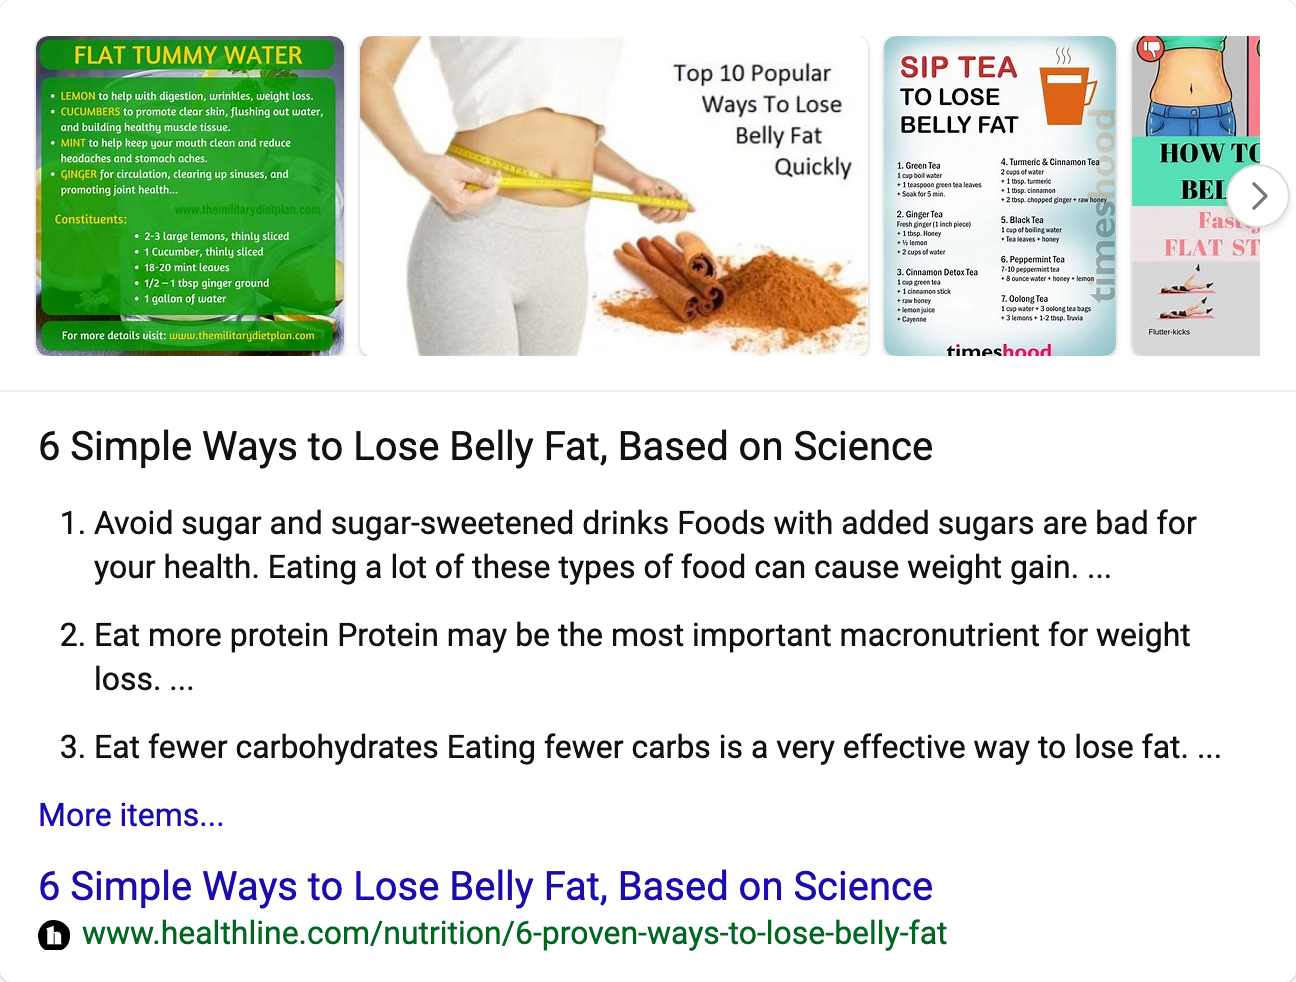 FLAT TUMMY WATER
• LEMON to help with digestion, wrinkles, weight loss.
• CUCUMBERS to promote clear skin, flushing out water,
and building healthy muscle tissue.
• MINT to help keep your mouth clean and reduce
headaches and stomach aches.
• GINGER for circulation, clearing up sinuses, and
promoting joint health...
www.themilitarydietplan.com
Constituents:
• 2-3 large lemons, thinly sliced
• 1 Cucumber, thinly sliced
• 18-20 mint leaves
• 1/2 – 1 tbsp ginger ground
• 1 gallon of water
For more details visit: www.themilitarydietplan.com
Top 10 Popular
Ways To Lose
Belly Fat
Quickly
SIP TEA
TO LOSE
BELLY FAT
1. Green Tea
1 cup boil water
+ 1 teaspoon green tea leaves
+ Soak for 5 min.
2. Ginger Tea
Fresh ginger (1 inch piece)
+ 1 tbsp. Honey
+ ½ lemon
+ 2 cups of water
3. Cinnamon Detox Tea
1 cup green tea
+ 1 cinnamon stick
+ raw honey
+ lemon juice
+ Cayenne
4. Turmeric & Cinnamon Tea
2 cups of water
+ 1 tbsp. turmeric
+ 1 tbsp. cinnamon
+ 2 tbsp. chopped ginger + raw honey
5. Black Tea
1 cup of boiling water
+ Tea leaves + honey
6. Peppermint Tea
7-10 peppermint tea
+ 8 ounce water + honey + lemon
7. Oolong Tea
1 cup water + 3 oolong tea bags
+ 3 lemons + 1-2 tbsp. Truvia
timeshood
timeshood
HOW TO
BEL
Fast
FLAT ST
Flutter-kicks
6 Simple Ways to Lose Belly Fat, Based on Science
1. Avoid sugar and sugar-sweetened drinks Foods with added sugars are bad for
your health. Eating a lot of these types of food can cause weight gain. ...
2. Eat more protein Protein may be the most important macronutrient for weight
loss. ...
3. Eat fewer carbohydrates Eating fewer carbs is a very effective way to lose fat. ...
More items...
6 Simple Ways to Lose Belly Fat, Based on Science
h www.healthline.com/nutrition/6-proven-ways-to-lose-belly-fat